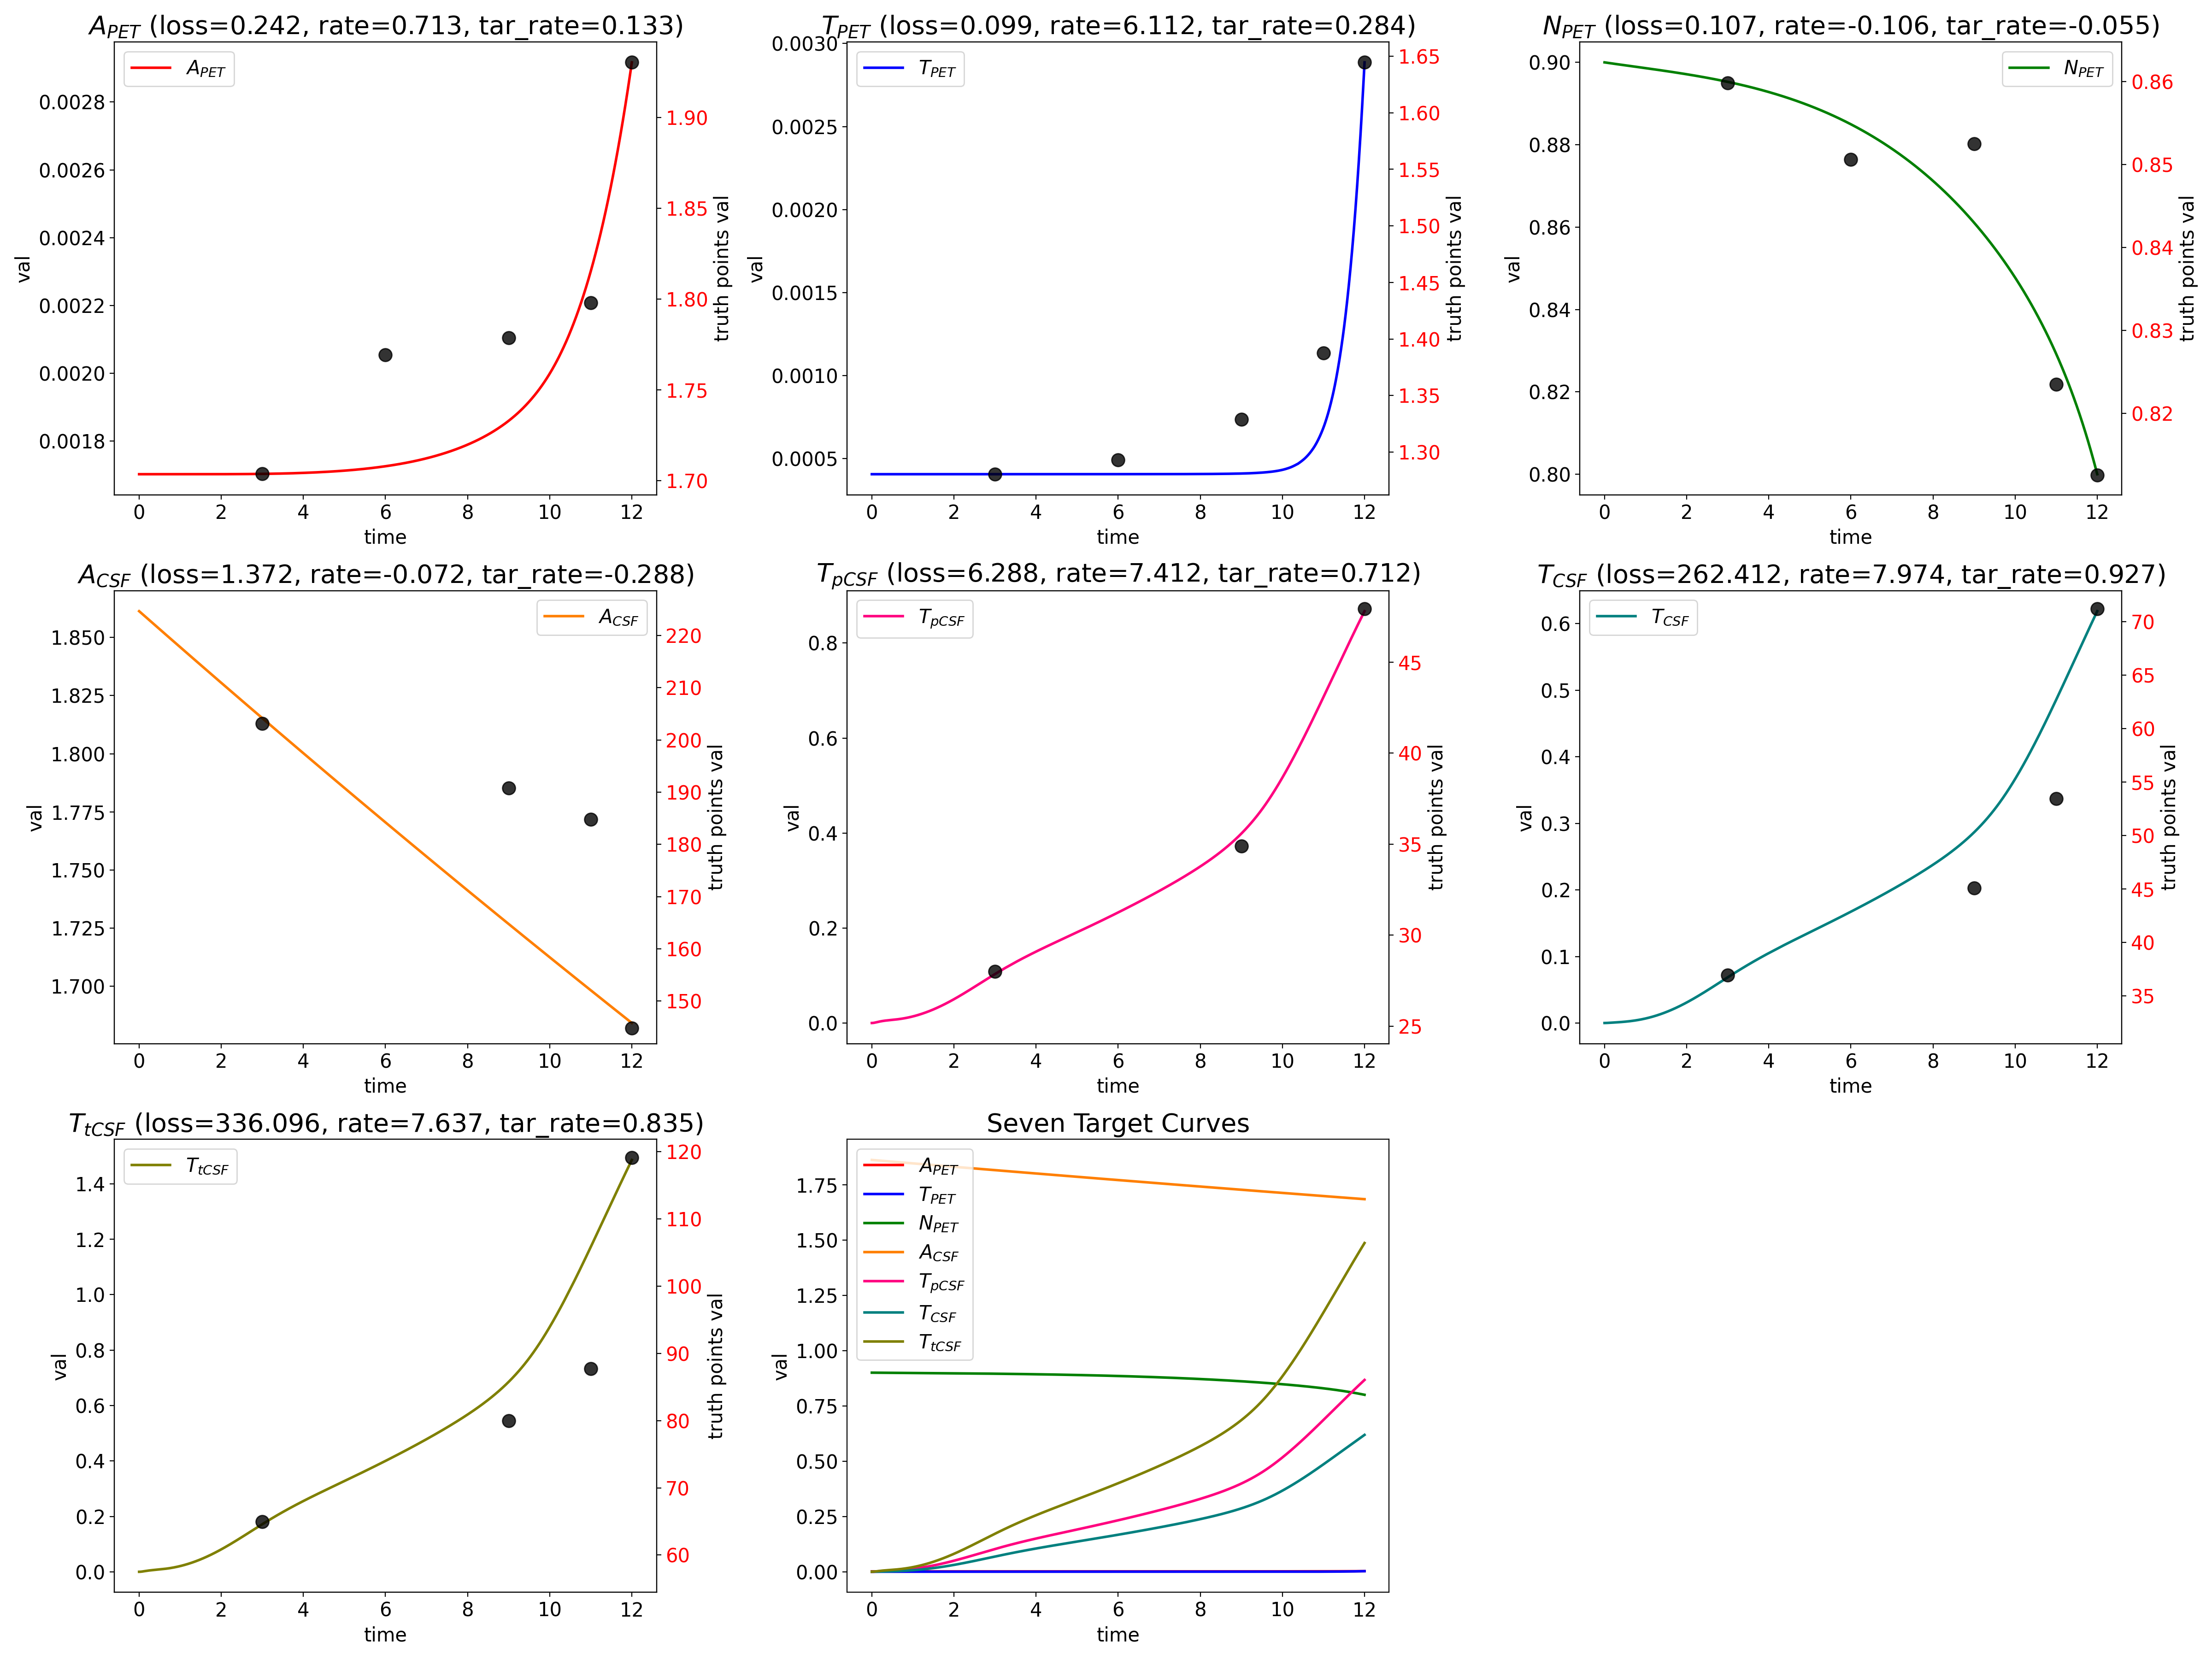 A_PET (loss=0.242, rate=0.713, tar_rate=0.133)
A_PET
val
0.0028
0.0026
0.0024
0.0022
0.0020
0.0018
1.90
1.85
1.80
1.75
1.70
truth points val
0 2 4 6 8 10 12
time
T_PET (loss=0.099, rate=6.112, tar_rate=0.284)
T_PET
val
0.0030
0.0025
0.0020
0.0015
0.0010
0.0005
1.65
1.60
1.55
1.50
1.45
1.40
1.35
1.30
truth points val
0 2 4 6 8 10 12
time
N_PET (loss=0.107, rate=-0.106, tar_rate=-0.055)
N_PET
val
0.90
0.88
0.86
0.84
0.82
0.80
0.86
0.85
0.84
0.83
0.82
truth points val
0 2 4 6 8 10 12
time
A_CSF (loss=1.372, rate=-0.072, tar_rate=-0.288)
A_CSF
val
1.850
1.825
1.800
1.775
1.750
1.725
1.700
220
210
200
190
180
170
160
150
truth points val
0 2 4 6 8 10 12
time
T_pCSF (loss=6.288, rate=7.412, tar_rate=0.712)
T_pCSF
val
0.8
0.6
0.4
0.2
0.0
45
40
35
30
25
truth points val
0 2 4 6 8 10 12
time
T_CSF (loss=262.412, rate=7.974, tar_rate=0.927)
T_CSF
val
0.6
0.5
0.4
0.3
0.2
0.1
0.0
70
65
60
55
50
45
40
35
truth points val
0 2 4 6 8 10 12
time
T_tCSF (loss=336.096, rate=7.637, tar_rate=0.835)
T_tCSF
val
1.4
1.2
1.0
0.8
0.6
0.4
0.2
0.0
120
110
100
90
80
70
60
truth points val
0 2 4 6 8 10 12
time
Seven Target Curves
A_PET
T_PET
N_PET
A_CSF
T_pCSF
T_CSF
T_tCSF
val
1.75
1.50
1.25
1.00
0.75
0.50
0.25
0.00
0 2 4 6 8 10 12
time